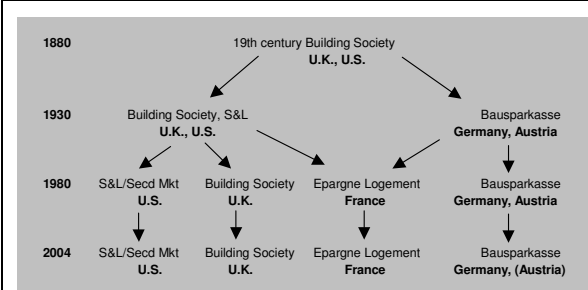 1880 19th century Building Society
U.K., U.S.
1930 Building Society, S&L Bausparkasse
U.K., U.S. Germany, Austria
1980 S&L/Secd Mkt Building Society Epargne Logement Bausparkasse
U.S. U.K. France Germany, Austria
2004 S&L/Secd Mkt Building Society Epargne Logement Bausparkasse
U.S. U.K. France Germany, (Austria)